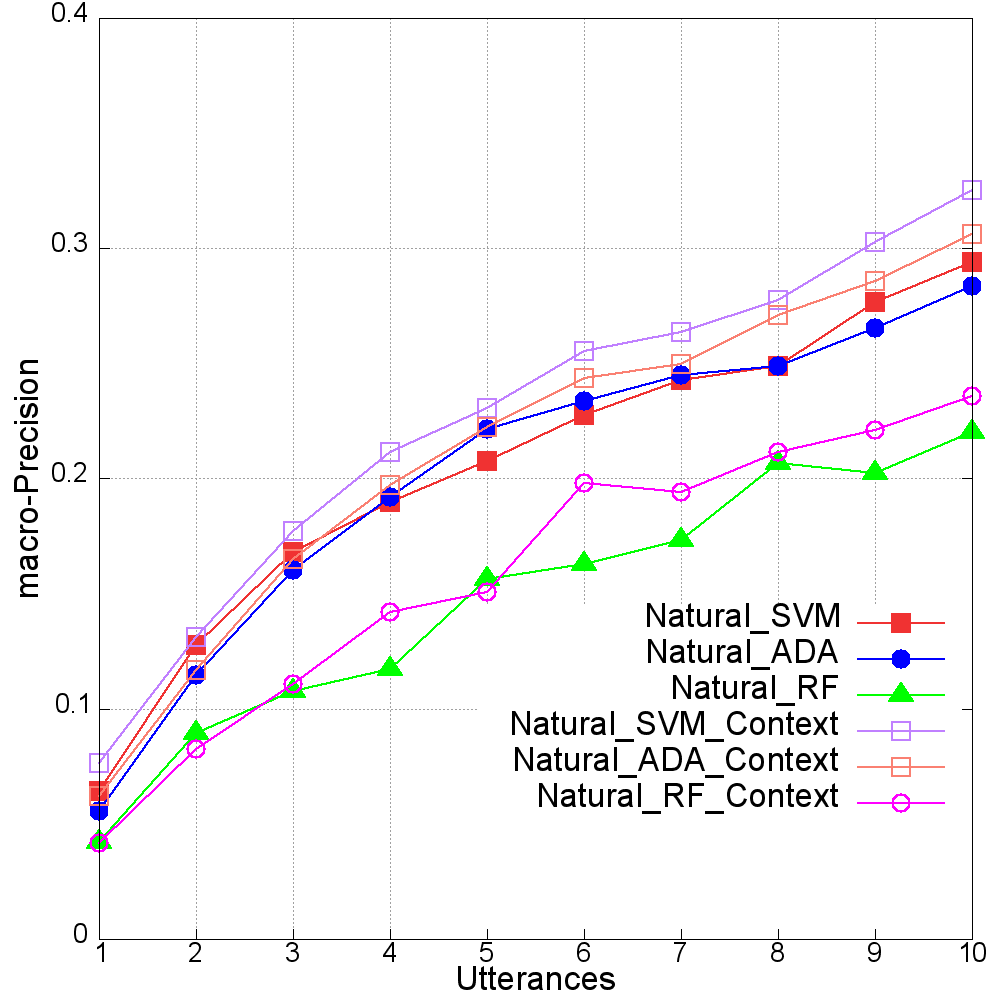 0.4
0.3
0.2
0.1
0
macro-Precision
Natural_SVM
Natural_ADA
Natural_RF
Natural_SVM_Context
Natural_ADA_Context
Natural_RF_Context
1 2 3 4 5 6 7 8 9 10
Utterances